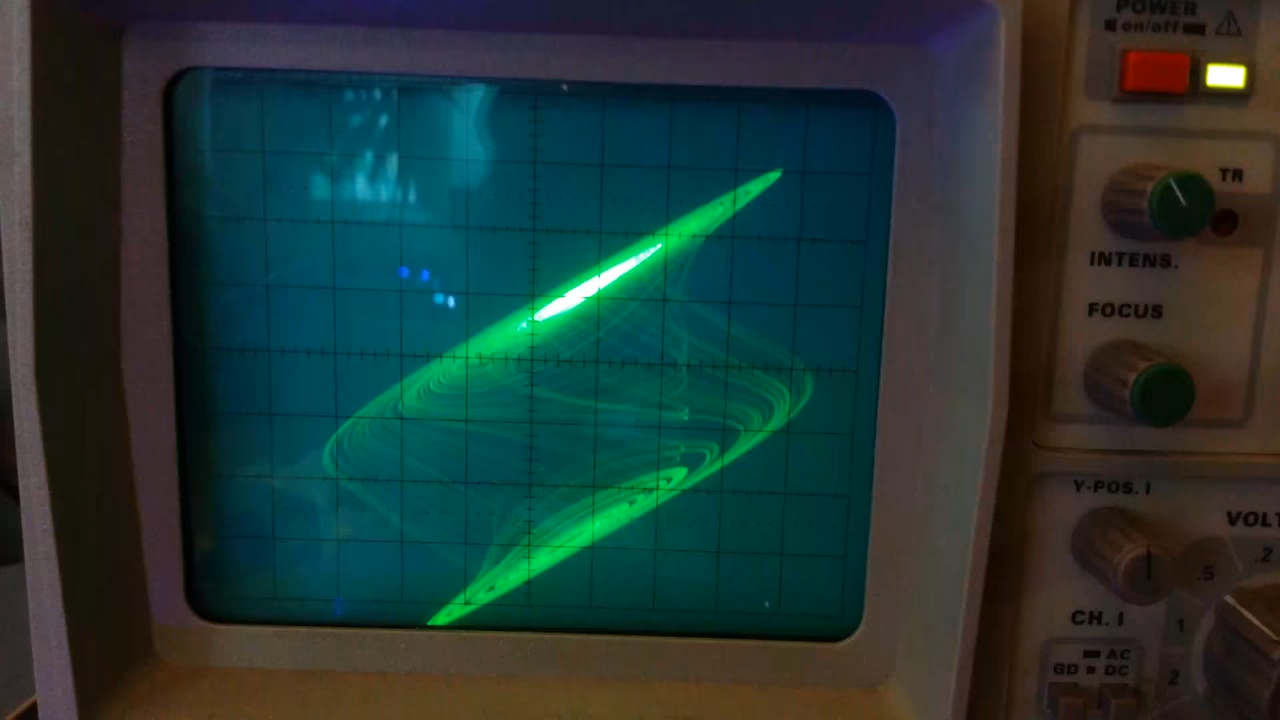 POWER
on/off
TR
INTENS.
FOCUS
Y-POS. I
VOLT
.2
.5
CH. I
1
AC
GD DC
2